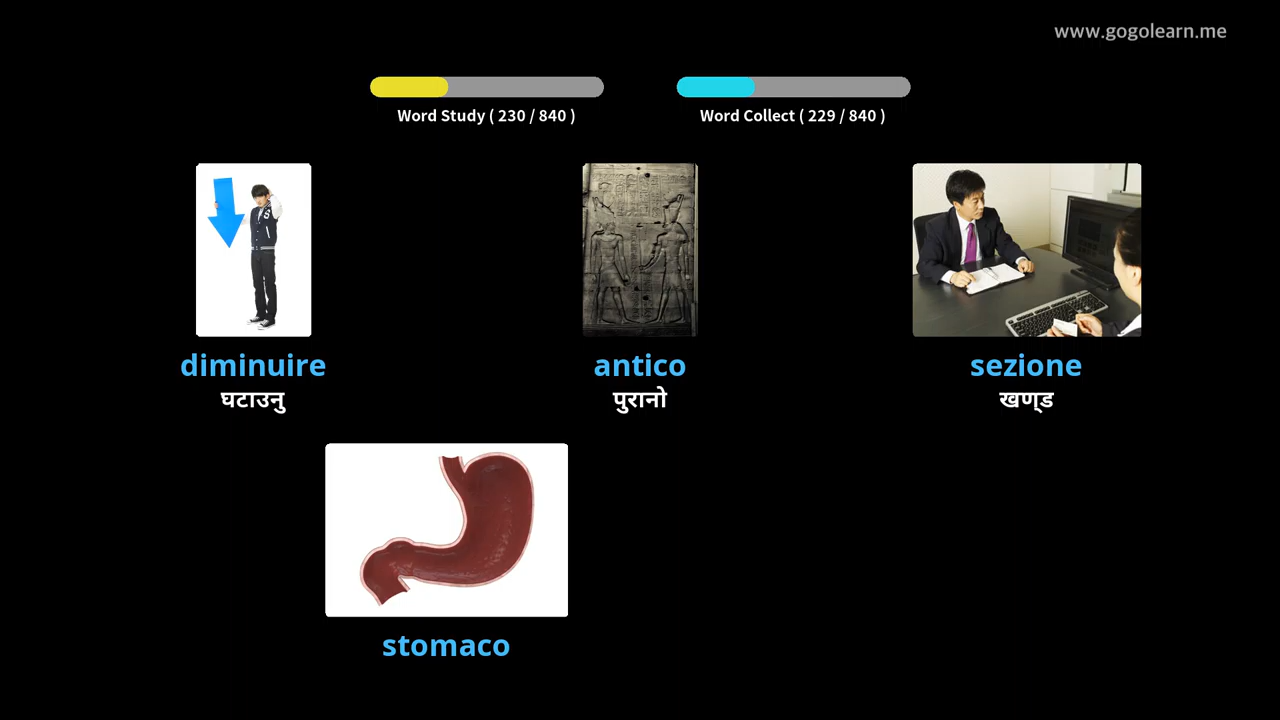 www.gogolearn.me
Word Study ( 230 / 840 )
Word Collect ( 229 / 840 )
diminuire
घटाउनु
antico
पुरानो
sezione
खण्ड
stomaco